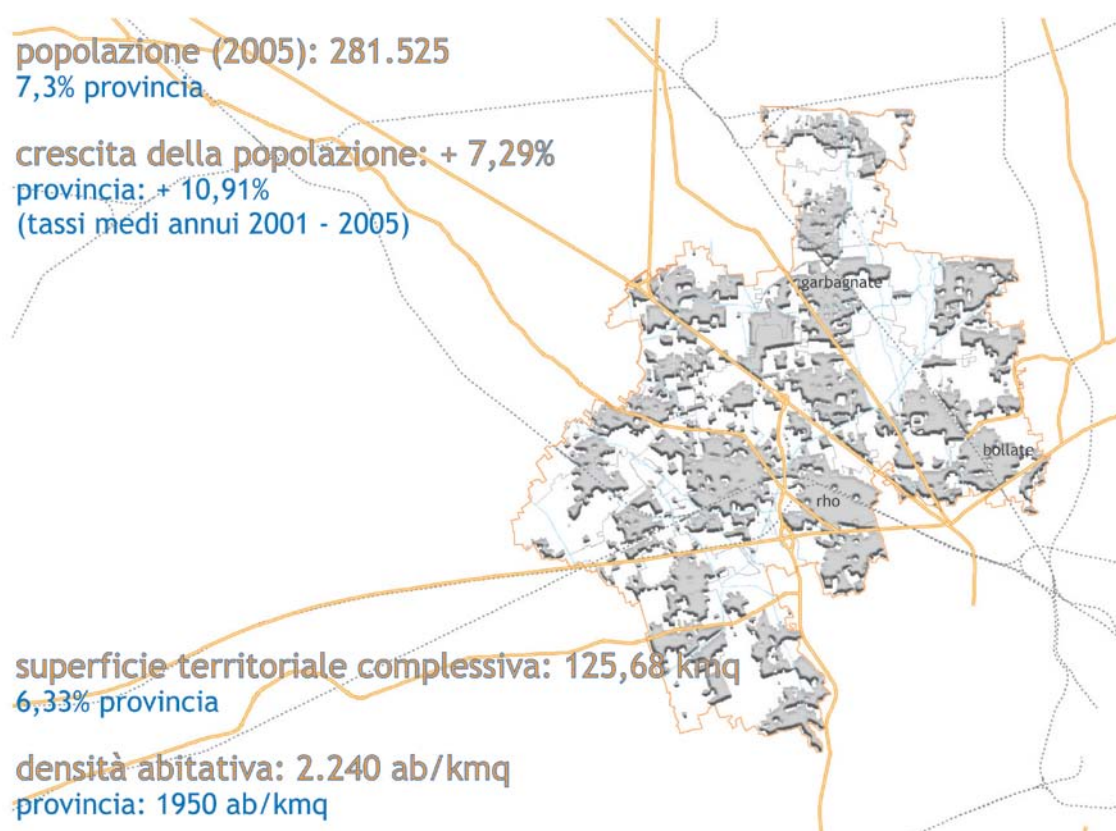 popolazione (2005): 281.525
7,3% provincia
crescita della popolazione: + 7,29%
provincia: + 10,91%
(tassi medi annui 2001 - 2005)
garbagnate
bollate
rho
superficie territoriale complessiva: 125,68 kmq
6,33% provincia
densità abitativa: 2.240 ab/kmq
provincia: 1950 ab/kmq